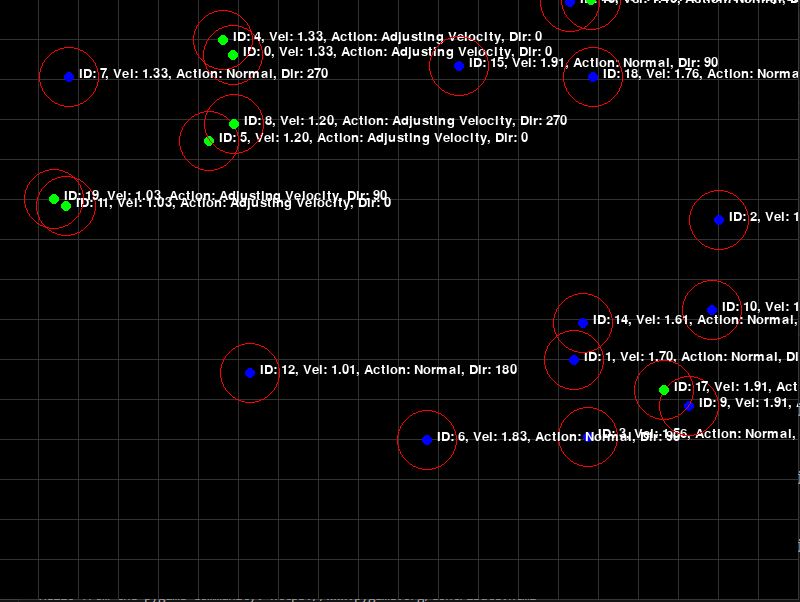 ID: 4, Vel: 1.33, Action: Adjusting Velocity, Dir: 0
ID: 0, Vel: 1.33, Action: Adjusting Velocity, Dir: 0
ID: 15, Vel: 1.91, Action: Normal, Dir: 90
ID: 7, Vel: 1.33, Action: Normal, Dir: 270
ID: 18, Vel: 1.76, Action: Norma
ID: 8, Vel: 1.20, Action: Adjusting Velocity, Dir: 270
ID: 5, Vel: 1.20, Action: Adjusting Velocity, Dir: 0
ID: 19, Vel: 1.03, Action: Adjusting Velocity, Dir: 90
ID: 11, Vel: 1.03, Action: Adjusting Velocity, Dir: 0
ID: 2, Vel: 1
ID: 10, Vel: 1
ID: 14, Vel: 1.61, Action: Normal,
ID: 1, Vel: 1.70, Action: Normal, Di
ID: 12, Vel: 1.01, Action: Normal, Dir: 180
ID: 17, Vel: 1.91, Act
ID: 9, Vel: 1.91,
ID: 3, Vel: 1.56, Action: Normal,
ID: 6, Vel: 1.83, Action: Normal, Dir: 90